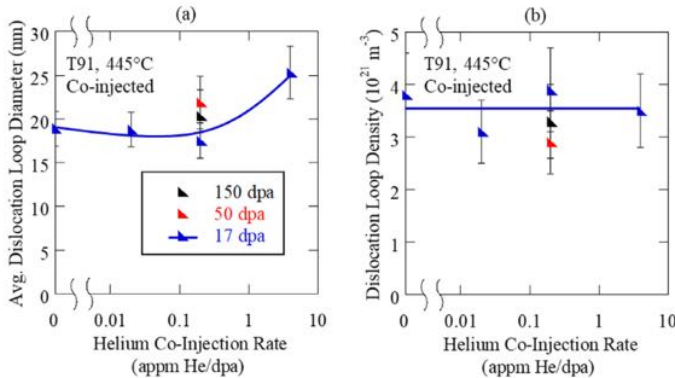 (a)
Avg. Dislocation Loop Diameter (nm)
30
25
20
15
10
5
0
T91, 445°C
Co-injected
150 dpa
50 dpa
17 dpa
0
0.01
0.1
1
10
Helium Co-Injection Rate
(appm He/dpa)
(b)
Dislocation Loop Density (10²¹ m⁻³)
5
4
3
2
1
0
T91, 445°C
Co-injected
0
0.01
0.1
1
10
Helium Co-Injection Rate
(appm He/dpa)